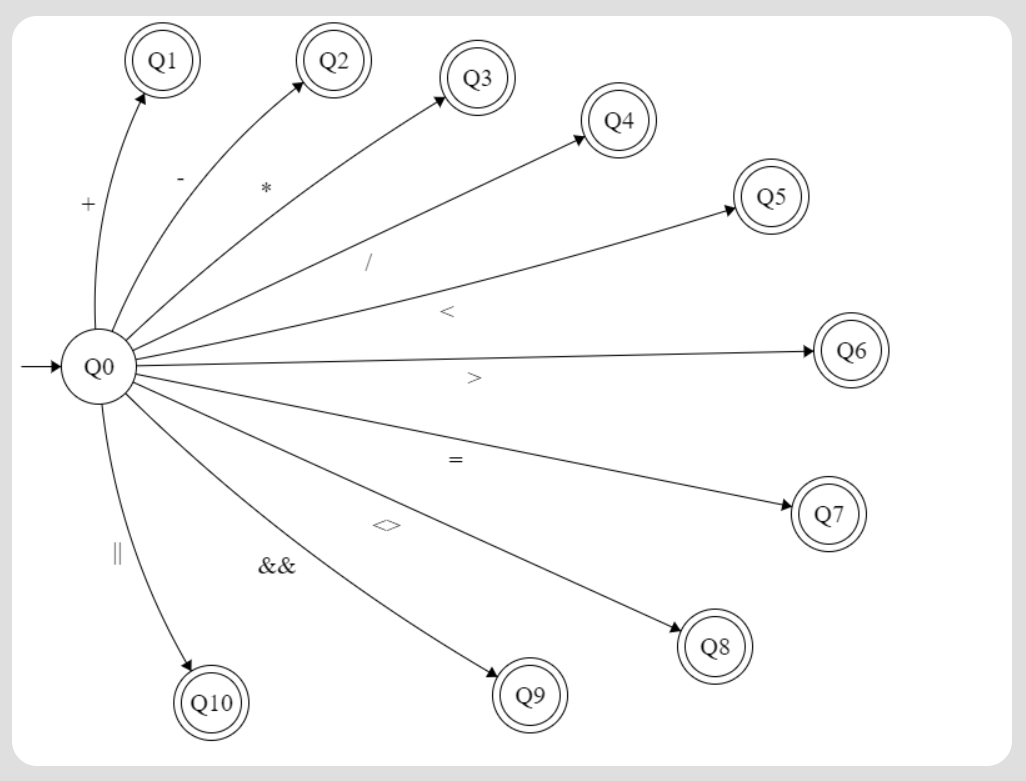 Q1
Q2
Q3
Q4
Q5
Q6
Q7
Q8
Q9
Q10
Q0
+
-
*
/
<
>
=
<>
&&
||